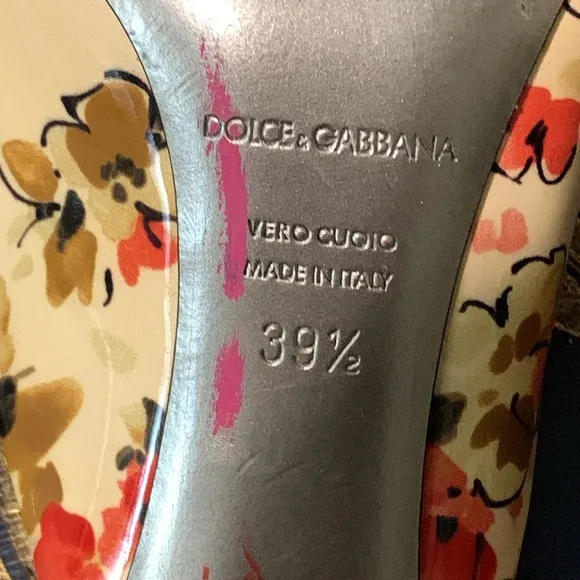 DOLCE & GABBANA
VERO CUOIO
MADE IN ITALY
39½